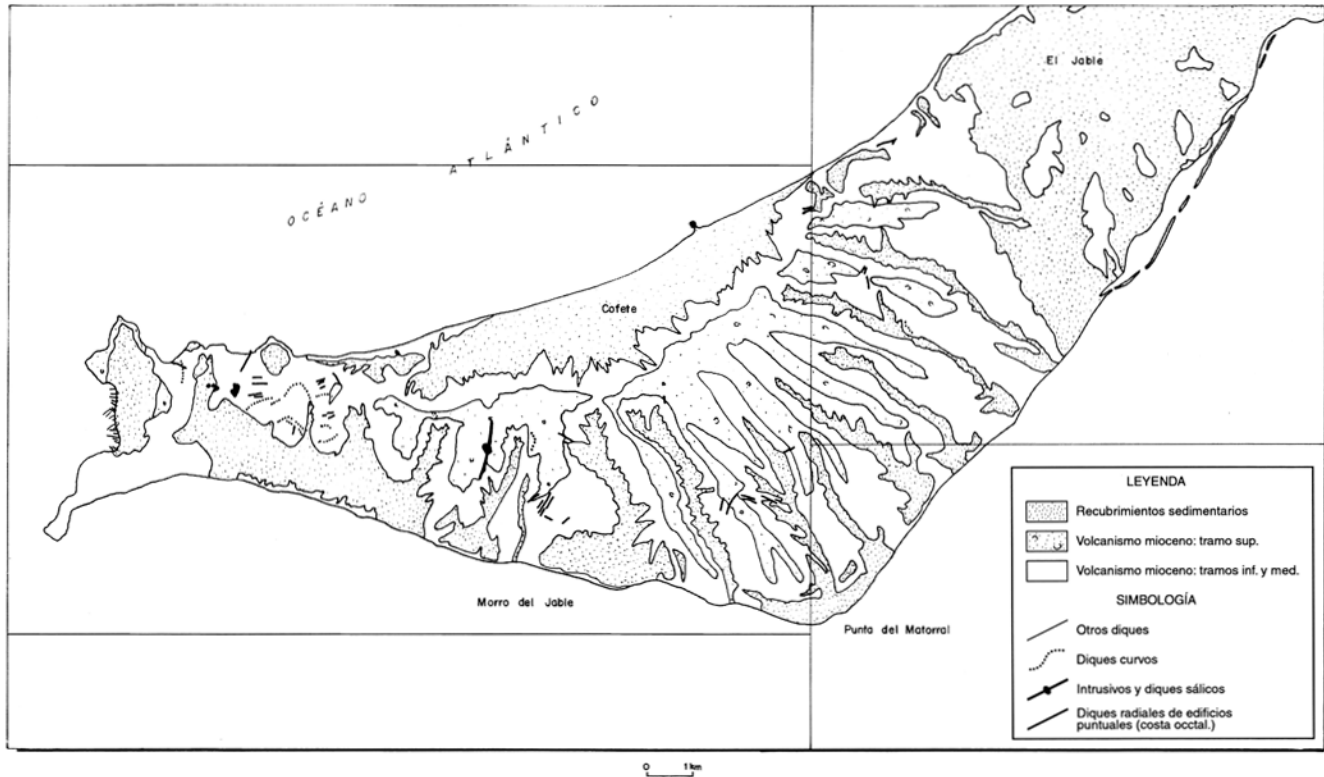 El Jable
OCÉANO ATLÁNTICO
Cofete
Morro del Jable
Punta del Matorral
LEYENDA
Recubrimientos sedimentarios
Volcanismo mioceno: tramo sup.
Volcanismo mioceno: tramos inf. y med.
SIMBOLOGÍA
Otros diques
Diques curvos
Intrusivos y diques sálicos
Diques radiales de edificios
puntuales (costa occtal.)
0 1 km